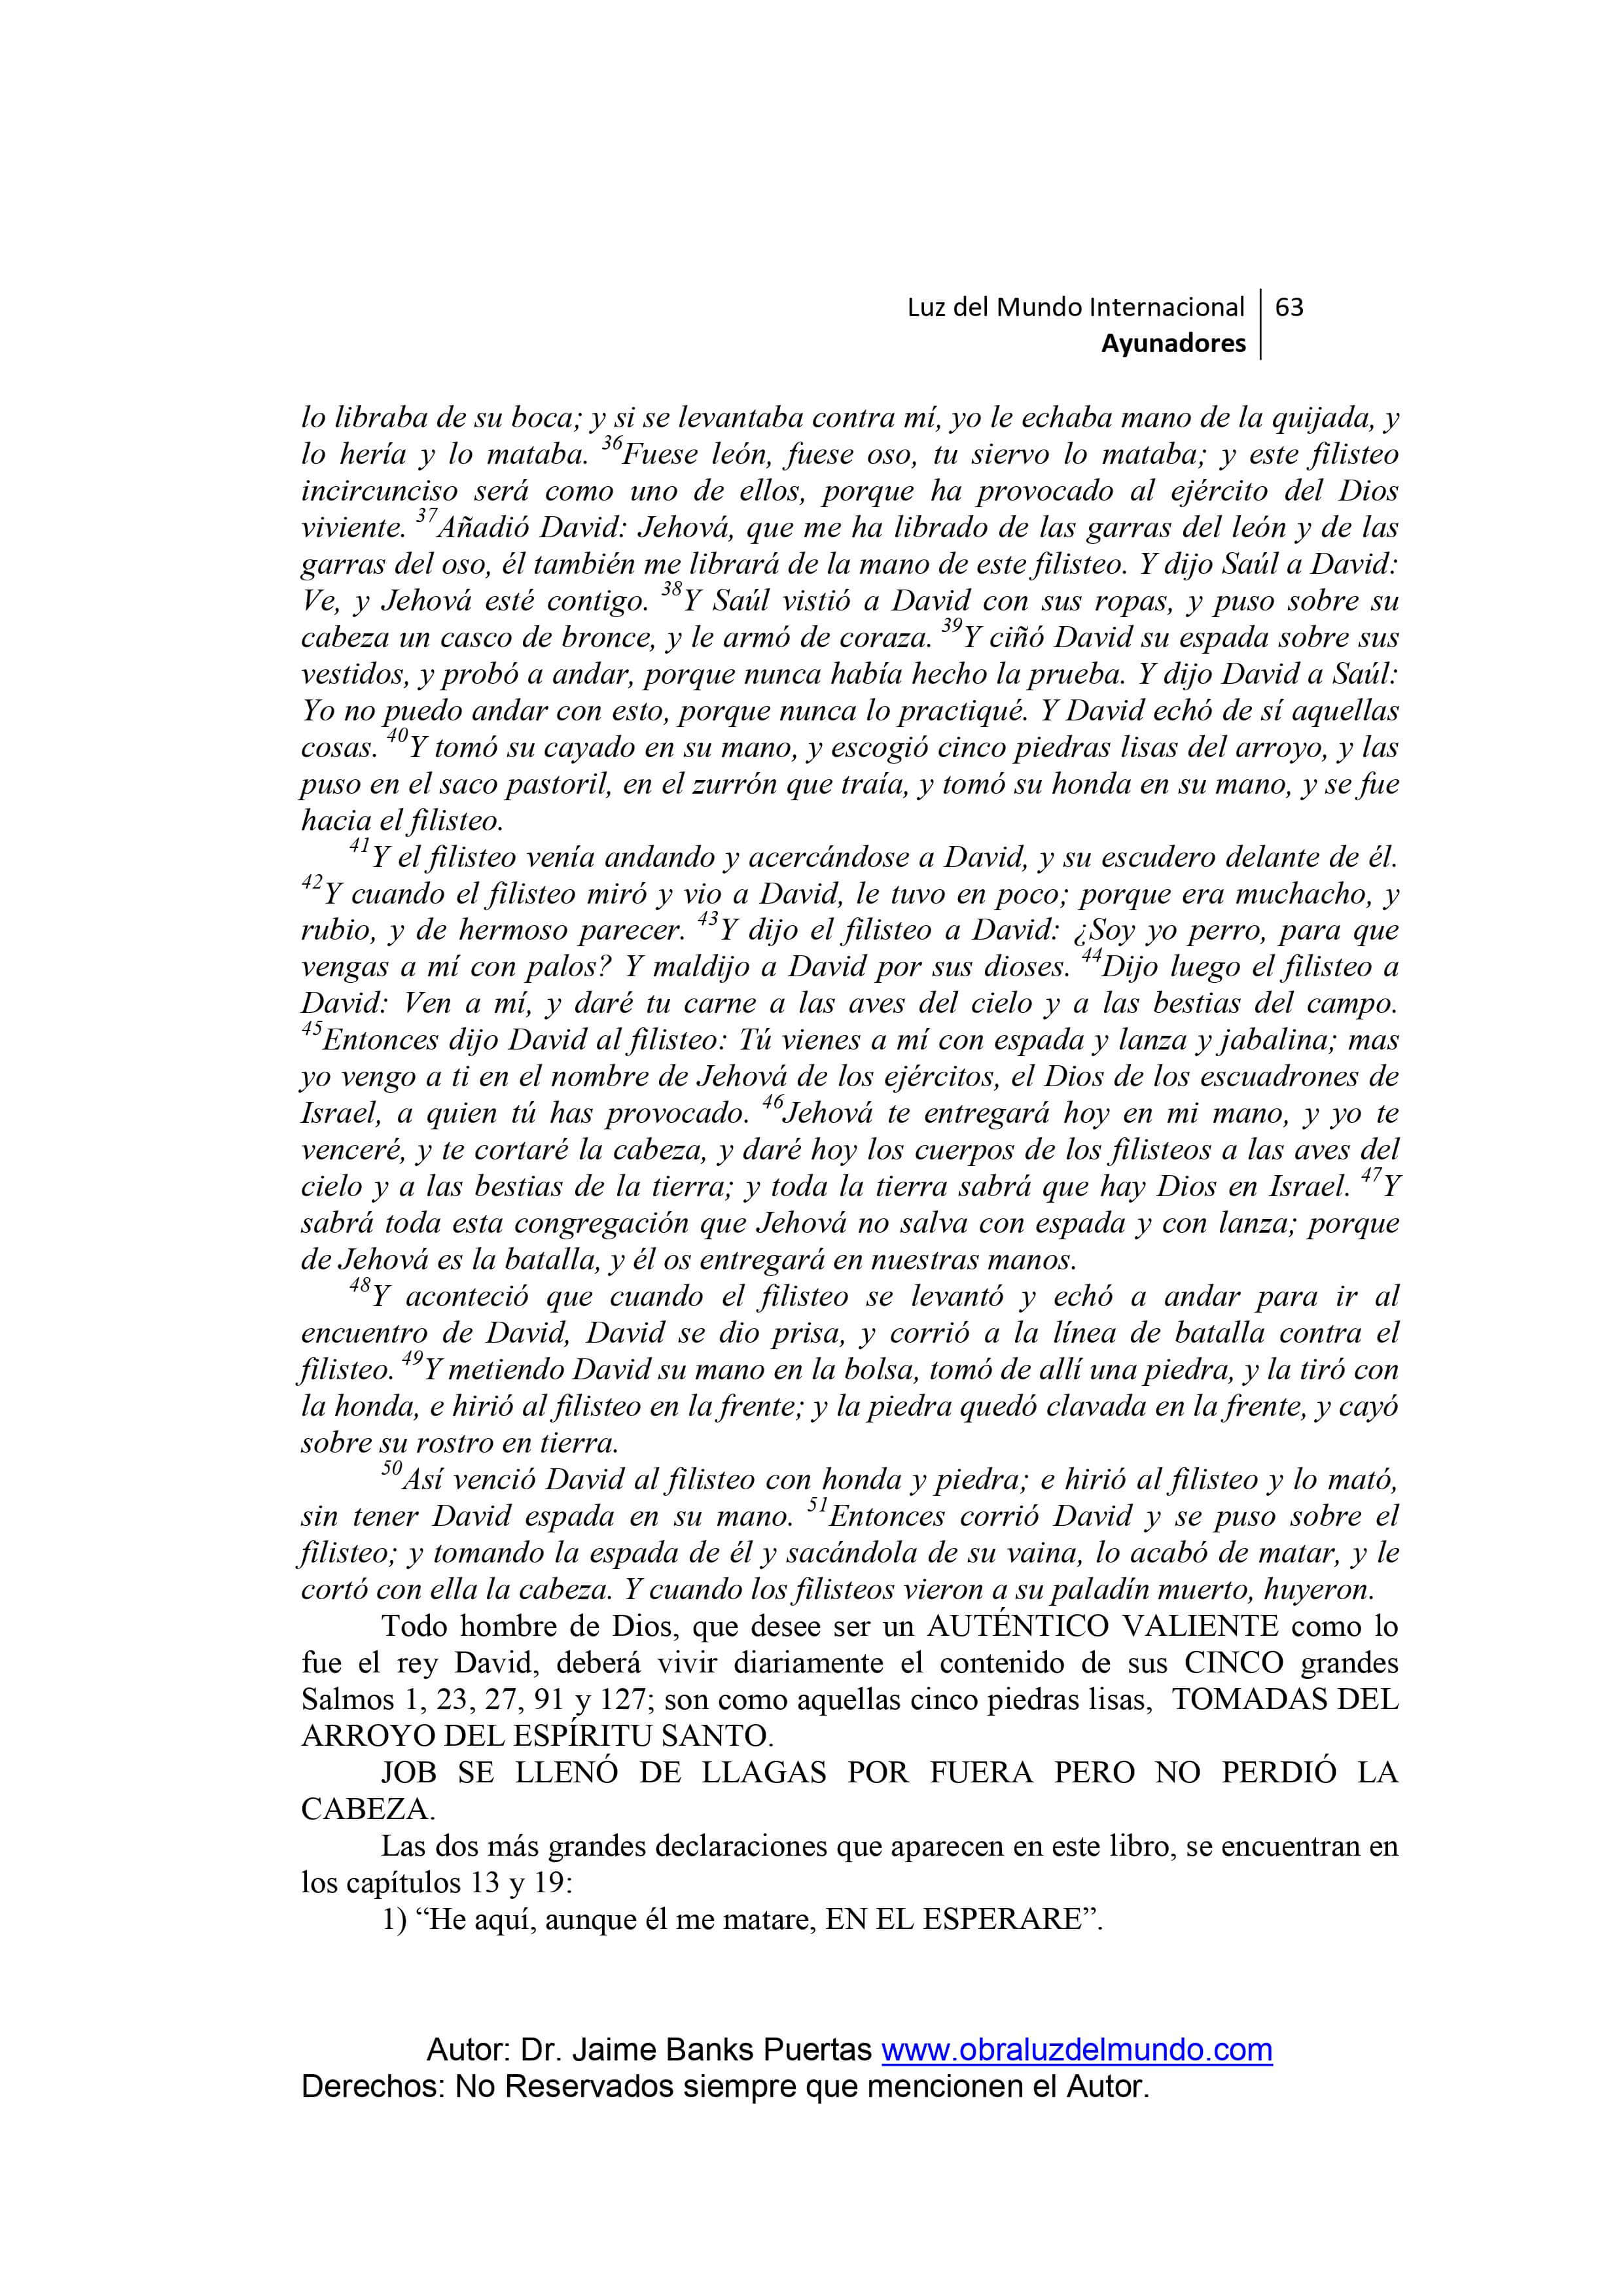 Luz del Mundo Internacional 63
Ayunadores
lo libraba de su boca; y si se levantaba contra mí, yo le echaba mano de la quijada, y
lo hería y lo mataba. 36Fuese león, fuese oso, tu siervo lo mataba; y este filisteo
incircunciso será como uno de ellos, porque ha provocado al ejército del Dios
viviente. 37Añadió David: Jehová, que me ha librado de las garras del león y de las
garras del oso, él también me librará de la mano de este filisteo. Y dijo Saúl a David:
Ve, y Jehová esté contigo. 38Y Saúl vistió a David con sus ropas, y puso sobre su
cabeza un casco de bronce, y le armó de coraza. 39Y ciñó David su espada sobre sus
vestidos, y probó a andar, porque nunca había hecho la prueba. Y dijo David a Saúl:
Yo no puedo andar con esto, porque nunca lo practiqué. Y David echó de sí aquellas
cosas. 40Y tomó su cayado en su mano, y escogió cinco piedras lisas del arroyo, y las
puso en el saco pastoril, en el zurrón que traía, y tomó su honda en su mano, y se fue
hacia el filisteo.
41Y el filisteo venía andando y acercándose a David, y su escudero delante de él.
42Y cuando el filisteo miró y vio a David, le tuvo en poco; porque era muchacho, y
rubio, y de hermoso parecer. 43Y dijo el filisteo a David: ¿Soy yo perro, para que
vengas a mí con palos? Y maldijo a David por sus dioses. 44Dijo luego el filisteo a
David: Ven a mí, y daré tu carne a las aves del cielo y a las bestias del campo.
45Entonces dijo David al filisteo: Tú vienes a mí con espada y lanza y jabalina; mas
yo vengo a ti en el nombre de Jehová de los ejércitos, el Dios de los escuadrones de
Israel, a quien tú has provocado. 46Jehová te entregará hoy en mi mano, y yo te
venceré, y te cortaré la cabeza, y daré hoy los cuerpos de los filisteos a las aves del
cielo y a las bestias de la tierra; y toda la tierra sabrá que hay Dios en Israel. 47Y
sabrá toda esta congregación que Jehová no salva con espada y con lanza; porque
de Jehová es la batalla, y él os entregará en nuestras manos.
48Y aconteció que cuando el filisteo se levantó y echó a andar para ir al
encuentro de David, David se dio prisa, y corrió a la línea de batalla contra el
filisteo. 49Y metiendo David su mano en la bolsa, tomó de allí una piedra, y la tiró con
la honda, e hirió al filisteo en la frente; y la piedra quedó clavada en la frente, y cayó
sobre su rostro en tierra.
50Así venció David al filisteo con honda y piedra; e hirió al filisteo y lo mató,
sin tener David espada en su mano. 51Entonces corrió David y se puso sobre el
filisteo; y tomando la espada de él y sacándola de su vaina, lo acabó de matar, y le
cortó con ella la cabeza. Y cuando los filisteos vieron a su paladín muerto, huyeron.
Todo hombre de Dios, que desee ser un AUTÉNTICO VALIENTE como lo
fue el rey David, deberá vivir diariamente el contenido de sus CINCO grandes
Salmos 1, 23, 27, 91 y 127; son como aquellas cinco piedras lisas, TOMADAS DEL
ARROYO DEL ESPÍRITU SANTO.
JOB SE LLENÓ DE LLAGAS POR FUERA PERO NO PERDIÓ LA
CABEZA.
Las dos más grandes declaraciones que aparecen en este libro, se encuentran en
los capítulos 13 y 19:
1) “He aquí, aunque él me matare, EN EL ESPERARE”.
Autor: Dr. Jaime Banks Puertas www.obraluzdelmundo.com
Derechos: No Reservados siempre que mencionen el Autor.